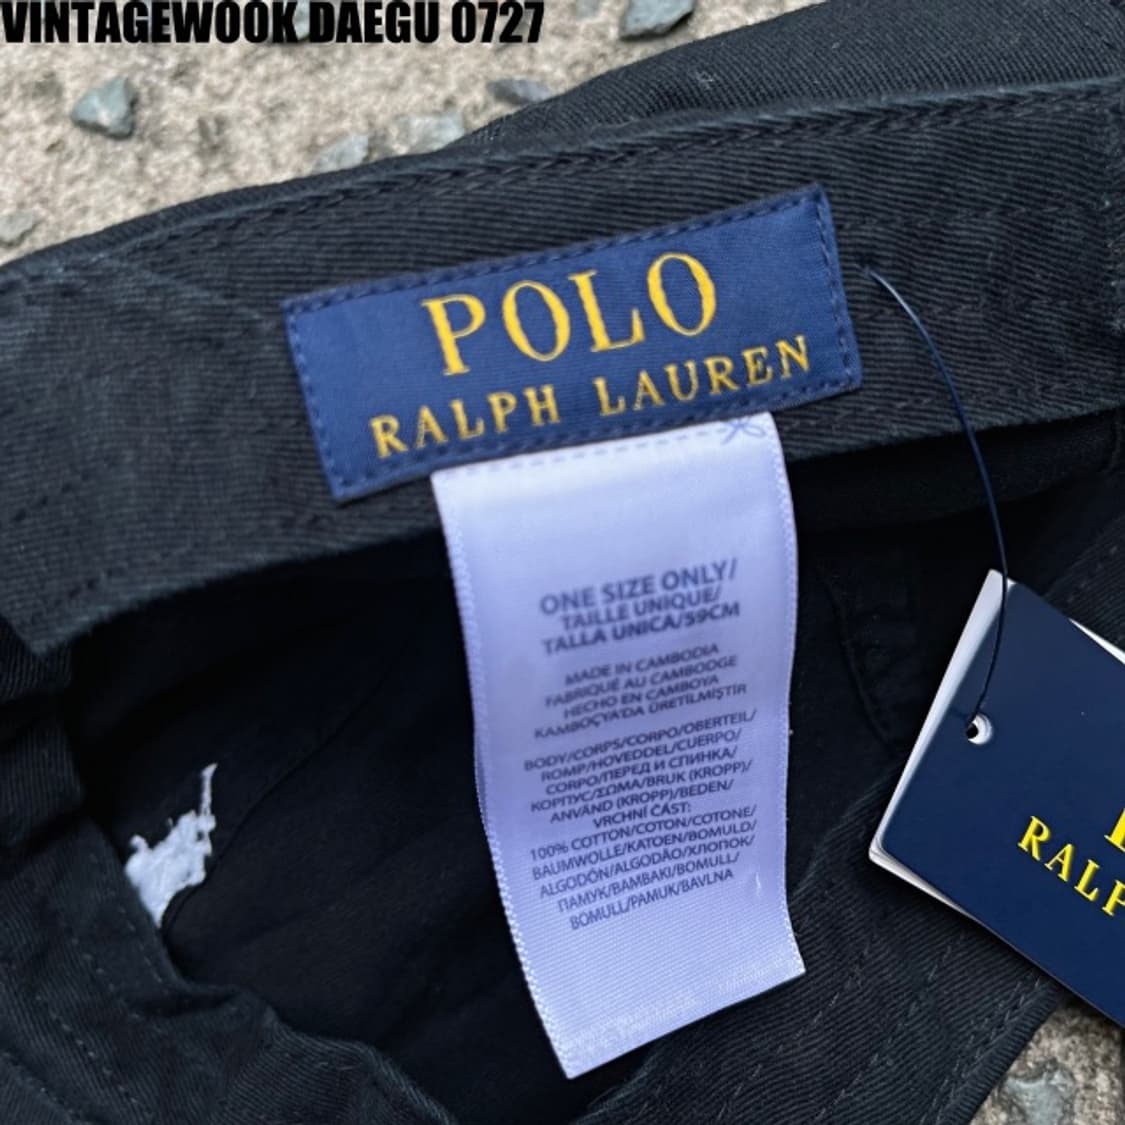 VINTAGEWOOK DAEGU 0727
POLO
RALPH LAUREN
ONE SIZE ONLY/
TAILLE UNIQUE/
TALLA UNICA/59CM
MADE IN CAMBODIA
FABRIQUÉ AU CAMBODGE
HECHO EN CAMBOYA
KAMBOÇYA'DA ÜRETİLMİŞTİR
BODY/CORPS/CORPO/OBERTEIL/
ROMP/HOVEDDEL/CUERPO/
CORPO/ПЕРЕД И СПИНКА/
КОРПУС/ΣΩΜΑ/BRUK (KROPP)/
ANVÄND (KROPP)/BEDEN/
VRCHNÍ ČÁST:
100% COTTON/COTON/COTONE/
BAUMWOLLE/KATOEN/BOMULD/
ALGODÓN/ALGODÃO/ХЛОПОК/
ПАМУК/ΒΑΜΒΑΚΙ/BOMULL/
BOMULL/PAMUK/BAVLNA
RALP